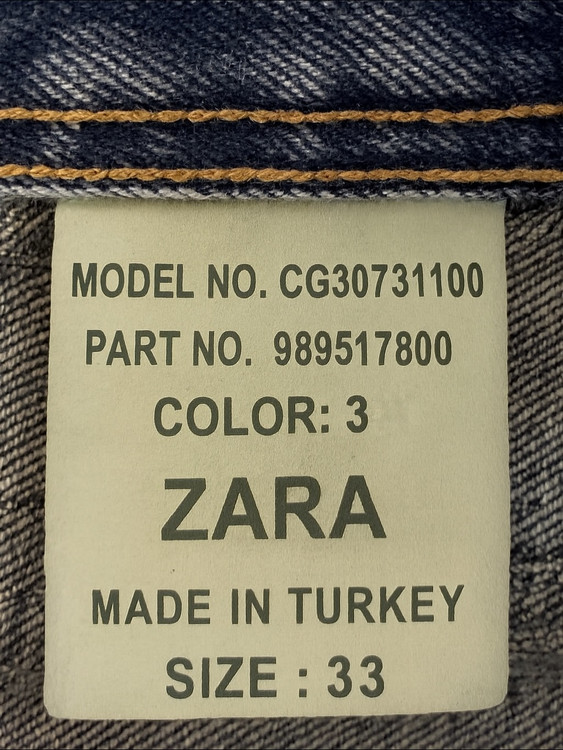 MODEL NO. CG30731100
PART NO. 989517800
COLOR: 3
ZARA
MADE IN TURKEY
SIZE : 33